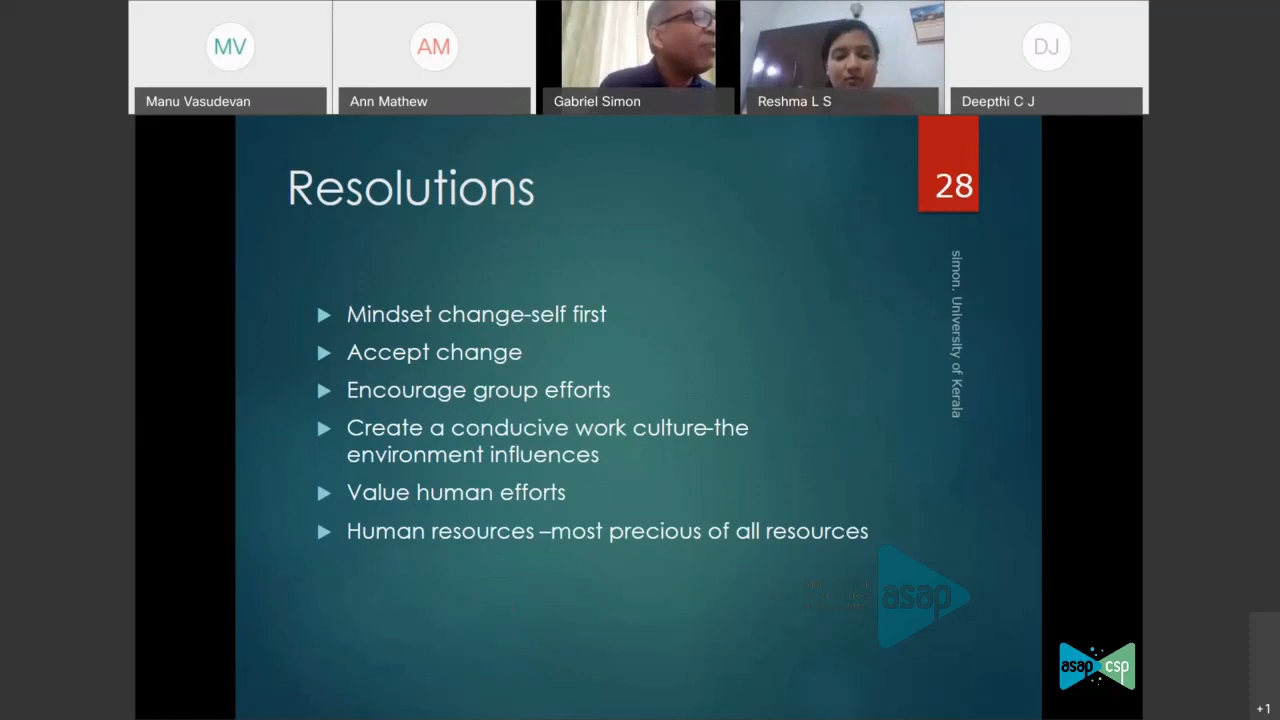 MV
AM
DJ
Manu Vasudevan
Ann Mathew
Gabriel Simon
Reshma L S
Deepthi C J
Resolutions
28
simon. University of Kerala
Mindset change-self first
Accept change
Encourage group efforts
Create a conducive work culture-the
environment influences
Value human efforts
Human resources –most precious of all resources
asap
asap csp
+1